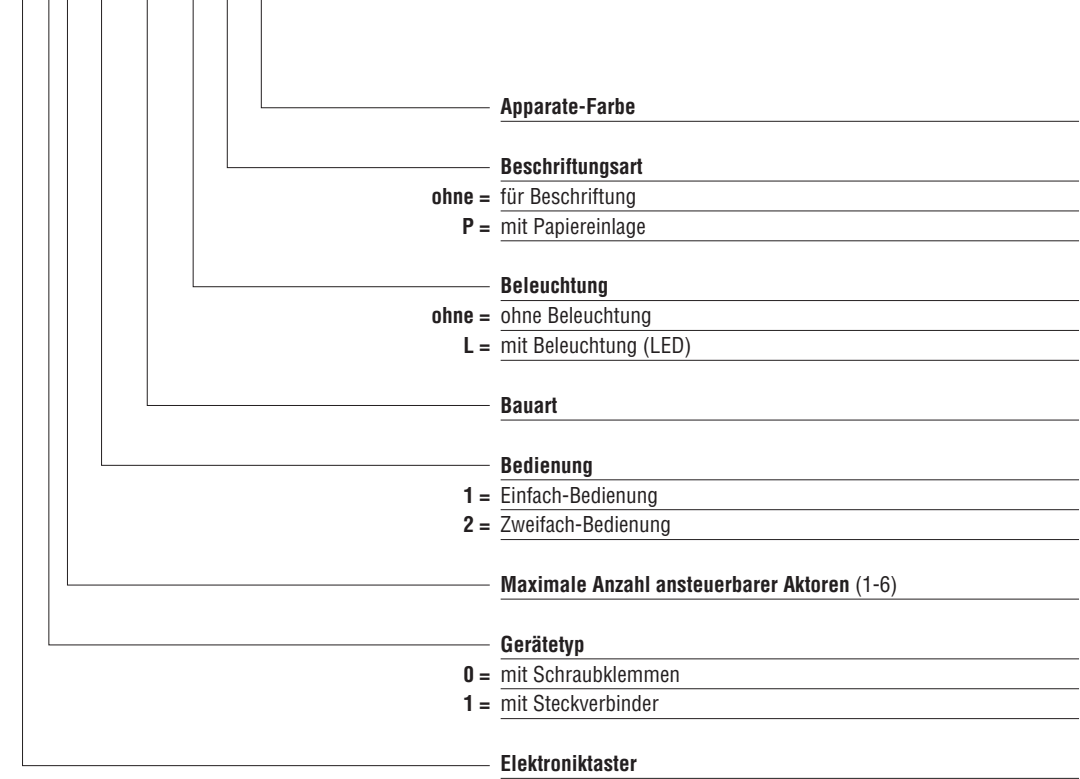 Apparate-Farbe
Beschriftungsart
ohne = für Beschriftung
P = mit Papiereinlage
Beleuchtung
ohne = ohne Beleuchtung
L = mit Beleuchtung (LED)
Bauart
Bedienung
1 = Einfach-Bedienung
2 = Zweifach-Bedienung
Maximale Anzahl ansteuerbarer Aktoren (1-6)
Gerätetyp
0 = mit Schraubklemmen
1 = mit Steckverbinder
Elektroniktaster